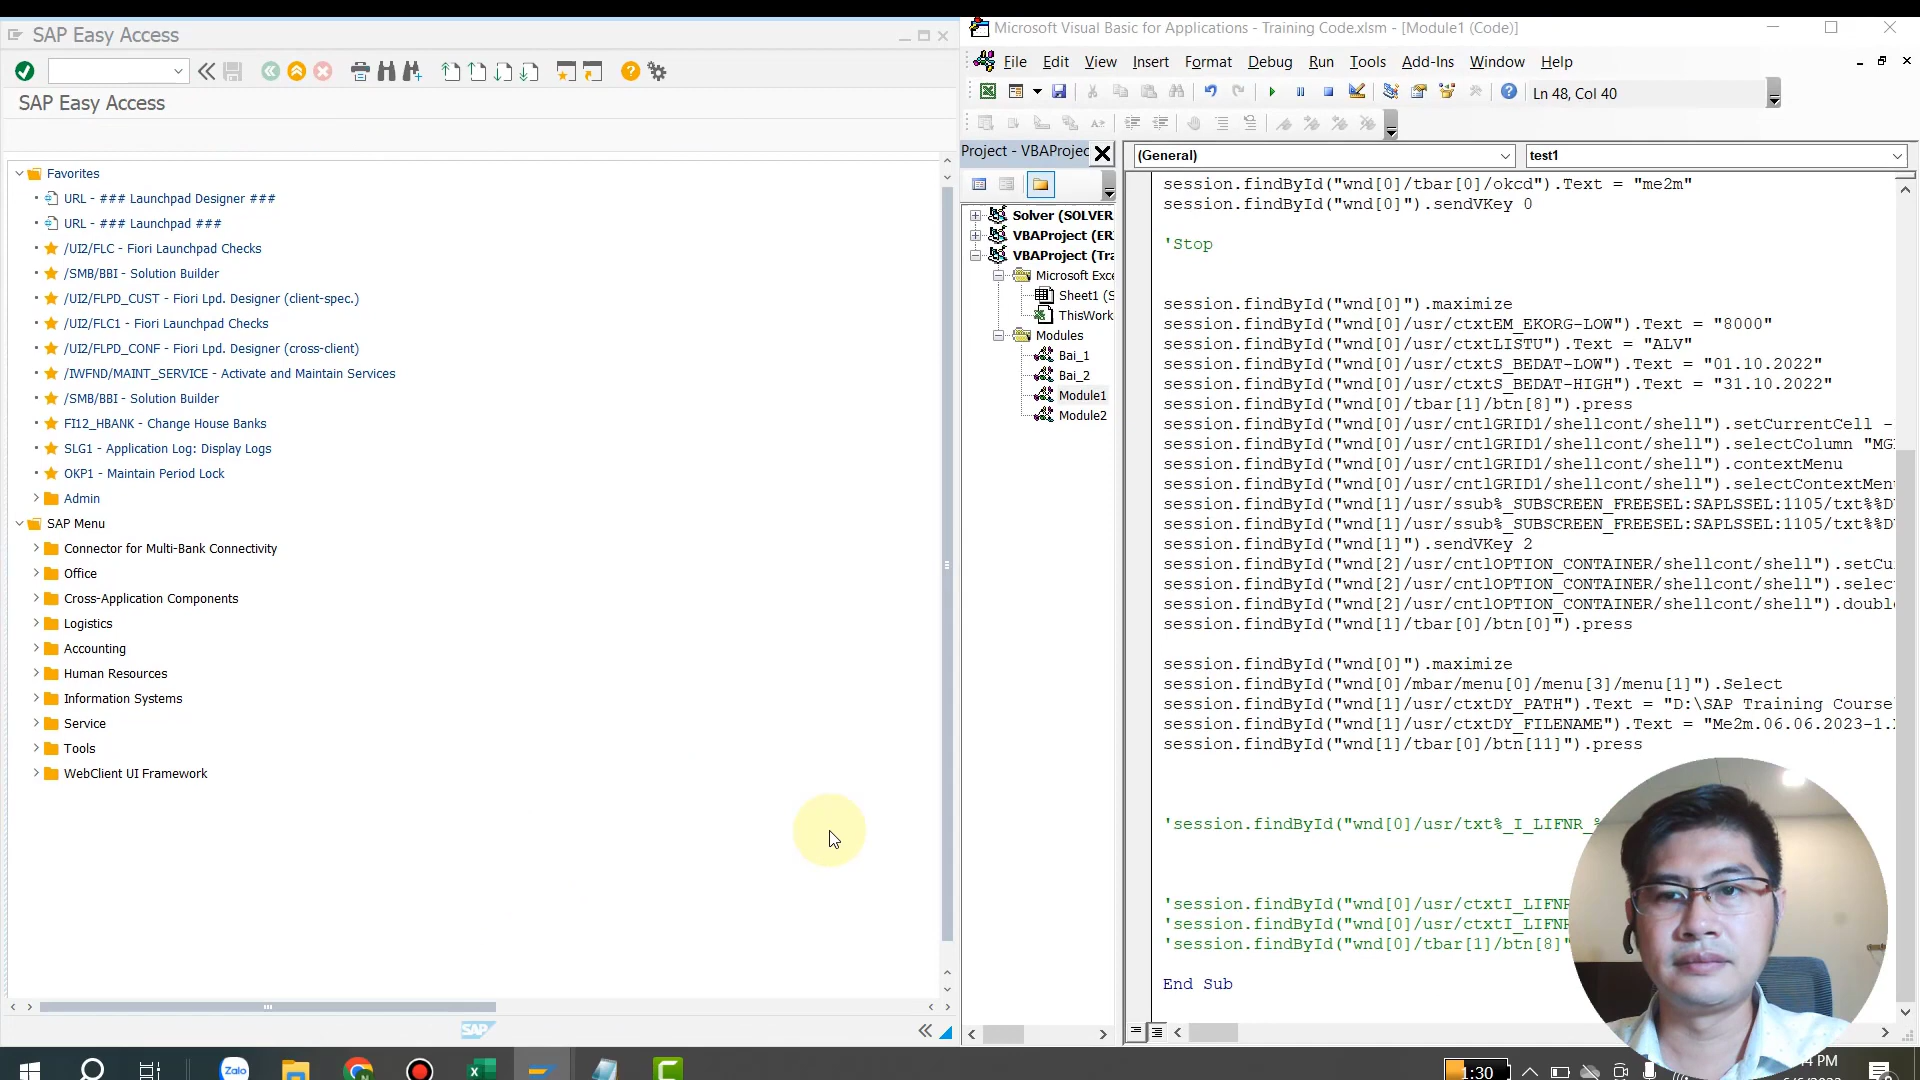 SAP Easy Access
SAP Easy Access
Favorites
URL - ### Launchpad Designer ###
URL - ### Launchpad ###
/UI2/FLC - Fiori Launchpad Checks
/SMB/BBI - Solution Builder
/UI2/FLPD_CUST - Fiori Lpd. Designer (client-spec.)
/UI2/FLC1 - Fiori Launchpad Checks
/UI2/FLPD_CONF - Fiori Lpd. Designer (cross-client)
/IWFND/MAINT_SERVICE - Activate and Maintain Services
/SMB/BBI - Solution Builder
FI12_HBANK - Change House Banks
SLG1 - Application Log: Display Logs
OKP1 - Maintain Period Lock
Admin
SAP Menu
Connector for Multi-Bank Connectivity
Office
Cross-Application Components
Logistics
Accounting
Human Resources
Information Systems
Service
Tools
WebClient UI Framework
SAP
Microsoft Visual Basic for Applications - Training Code.xlsm - [Module1 (Code)]
File Edit View Insert Format Debug Run Tools Add-Ins Window Help
Ln 48, Col 40
Project - VBAProjec
Solver (SOLVER
VBAProject (ER
VBAProject (Tra
Microsoft Exce
Sheet1 (S
ThisWork
Modules
Bai_1
Bai_2
Module1
Module2
(General)
test1
session.findById("wnd[0]/tbar[0]/okcd").Text = "me2m"
session.findById("wnd[0]").sendVKey 0
'Stop
session.findById("wnd[0]").maximize
session.findById("wnd[0]/usr/ctxtEM_EKORG-LOW").Text = "8000"
session.findById("wnd[0]/usr/ctxtLISTU").Text = "ALV"
session.findById("wnd[0]/usr/ctxtS_BEDAT-LOW").Text = "01.10.2022"
session.findById("wnd[0]/usr/ctxtS_BEDAT-HIGH").Text = "31.10.2022"
session.findById("wnd[0]/tbar[1]/btn[8]").press
session.findById("wnd[0]/usr/cntlGRID1/shellcont/shell").setCurrentCell -
session.findById("wnd[0]/usr/cntlGRID1/shellcont/shell").selectColumn "MG
session.findById("wnd[0]/usr/cntlGRID1/shellcont/shell").contextMenu
session.findById("wnd[0]/usr/cntlGRID1/shellcont/shell").selectContextMen
session.findById("wnd[1]/usr/ssub%_SUBSCREEN_FREESEL:SAPLSSEL:1105/txt%%D
session.findById("wnd[1]/usr/ssub%_SUBSCREEN_FREESEL:SAPLSSEL:1105/txt%%D
session.findById("wnd[1]").sendVKey 2
session.findById("wnd[2]/usr/cntlOPTION_CONTAINER/shellcont/shell").setCu
session.findById("wnd[2]/usr/cntlOPTION_CONTAINER/shellcont/shell").selec
session.findById("wnd[2]/usr/cntlOPTION_CONTAINER/shellcont/shell").doubl
session.findById("wnd[1]/tbar[0]/btn[0]").press
session.findById("wnd[0]").maximize
session.findById("wnd[0]/mbar/menu[0]/menu[3]/menu[1]").Select
session.findById("wnd[1]/usr/ctxtDY_PATH").Text = "D:\SAP Training Course
session.findById("wnd[1]/usr/ctxtDY_FILENAME").Text = "Me2m.06.06.2023-1.
session.findById("wnd[1]/tbar[0]/btn[11]").press
'session.findById("wnd[0]/usr/txt%_I_LIFNR_%
'session.findById("wnd[0]/usr/ctxtI_LIFNR
'session.findById("wnd[0]/usr/ctxtI_LIFNR
'session.findById("wnd[0]/tbar[1]/btn[8]"
End Sub
Zalo
1:30
4 PM